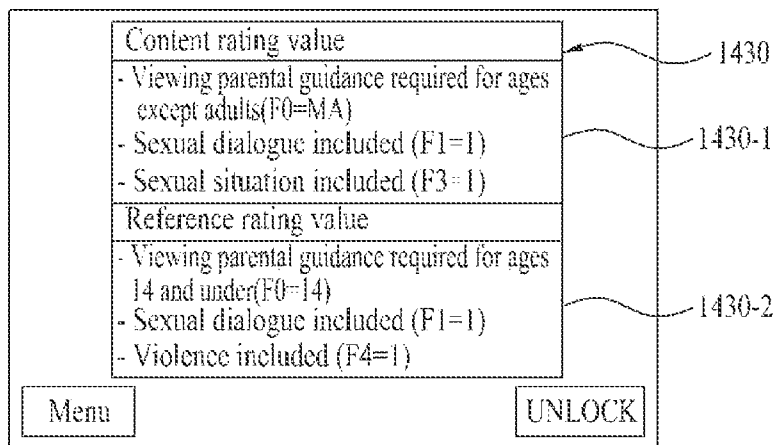 Content rating value
- Viewing parental guidance required for ages
except adults(F0=MA)
- Sexual dialogue included (F1=1)
- Sexual situation included (F3=1)
Reference rating value
- Viewing parental guidance required for ages
14 and under(F0=14)
- Sexual dialogue included (F1=1)
- Violence included (F4=1)
Menu
UNLOCK
1430
1430-1
1430-2